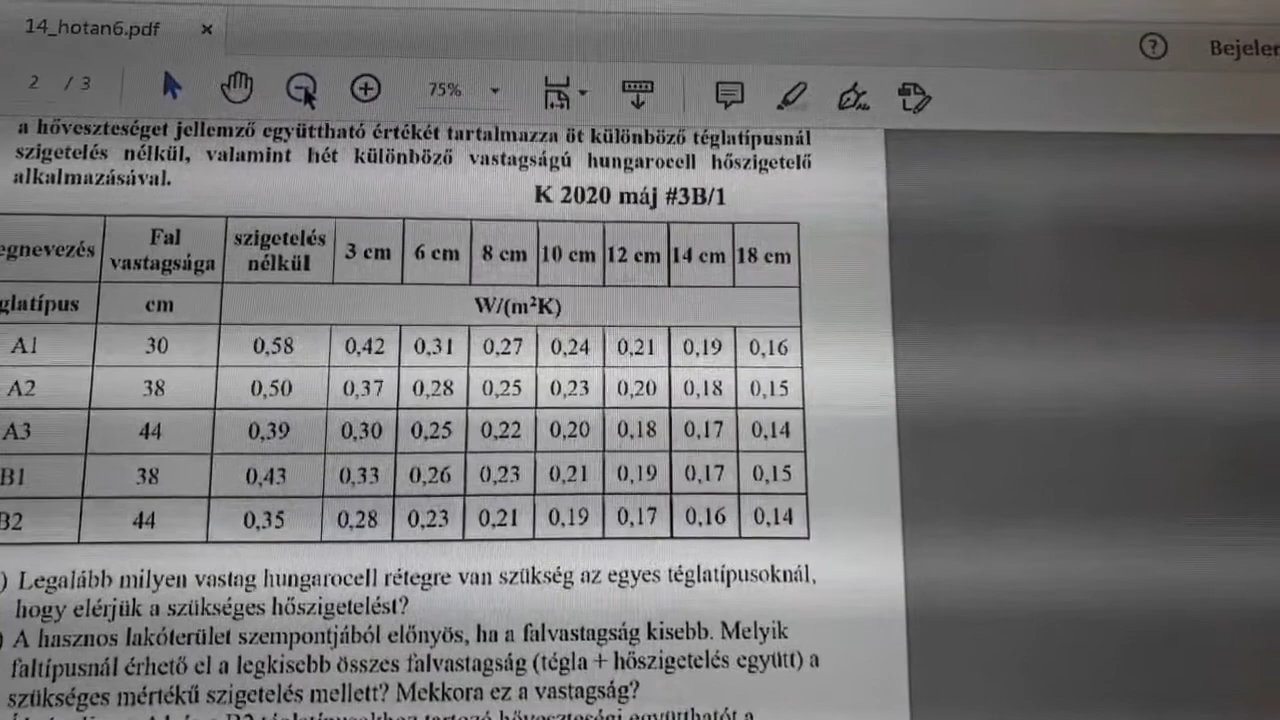 14_hotan6.pdf ×
? Bejeler
2 / 3 75%
a hőveszteséget jellemző együttható értékét tartalmazza öt különböző téglatípusnál
szigetelés nélkül, valamint hét különböző vastagságú hungarocell hőszigetelő
alkalmazásával.
K 2020 máj #3B/1
egnevezés Fal vastagsága szigetelés nélkül 3 cm 6 cm 8 cm 10 cm 12 cm 14 cm 18 cm
glatípus cm W/(m²K)
A1 30 0,58 0,42 0,31 0,27 0,24 0,21 0,19 0,16
A2 38 0,50 0,37 0,28 0,25 0,23 0,20 0,18 0,15
A3 44 0,39 0,30 0,25 0,22 0,20 0,18 0,17 0,14
B1 38 0,43 0,33 0,26 0,23 0,21 0,19 0,17 0,15
B2 44 0,35 0,28 0,23 0,21 0,19 0,17 0,16 0,14
) Legalább milyen vastag hungarocell rétegre van szükség az egyes téglatípusoknál,
hogy elérjük a szükséges hőszigetelést?
) A hasznos lakóterület szempontjából előnyös, ha a falvastagság kisebb. Melyik
faltípusnál érhető el a legkisebb összes falvastagság (tégla + hőszigetelés együtt) a
szükséges mértékű szigetelés mellett? Mekkora ez a vastagság?